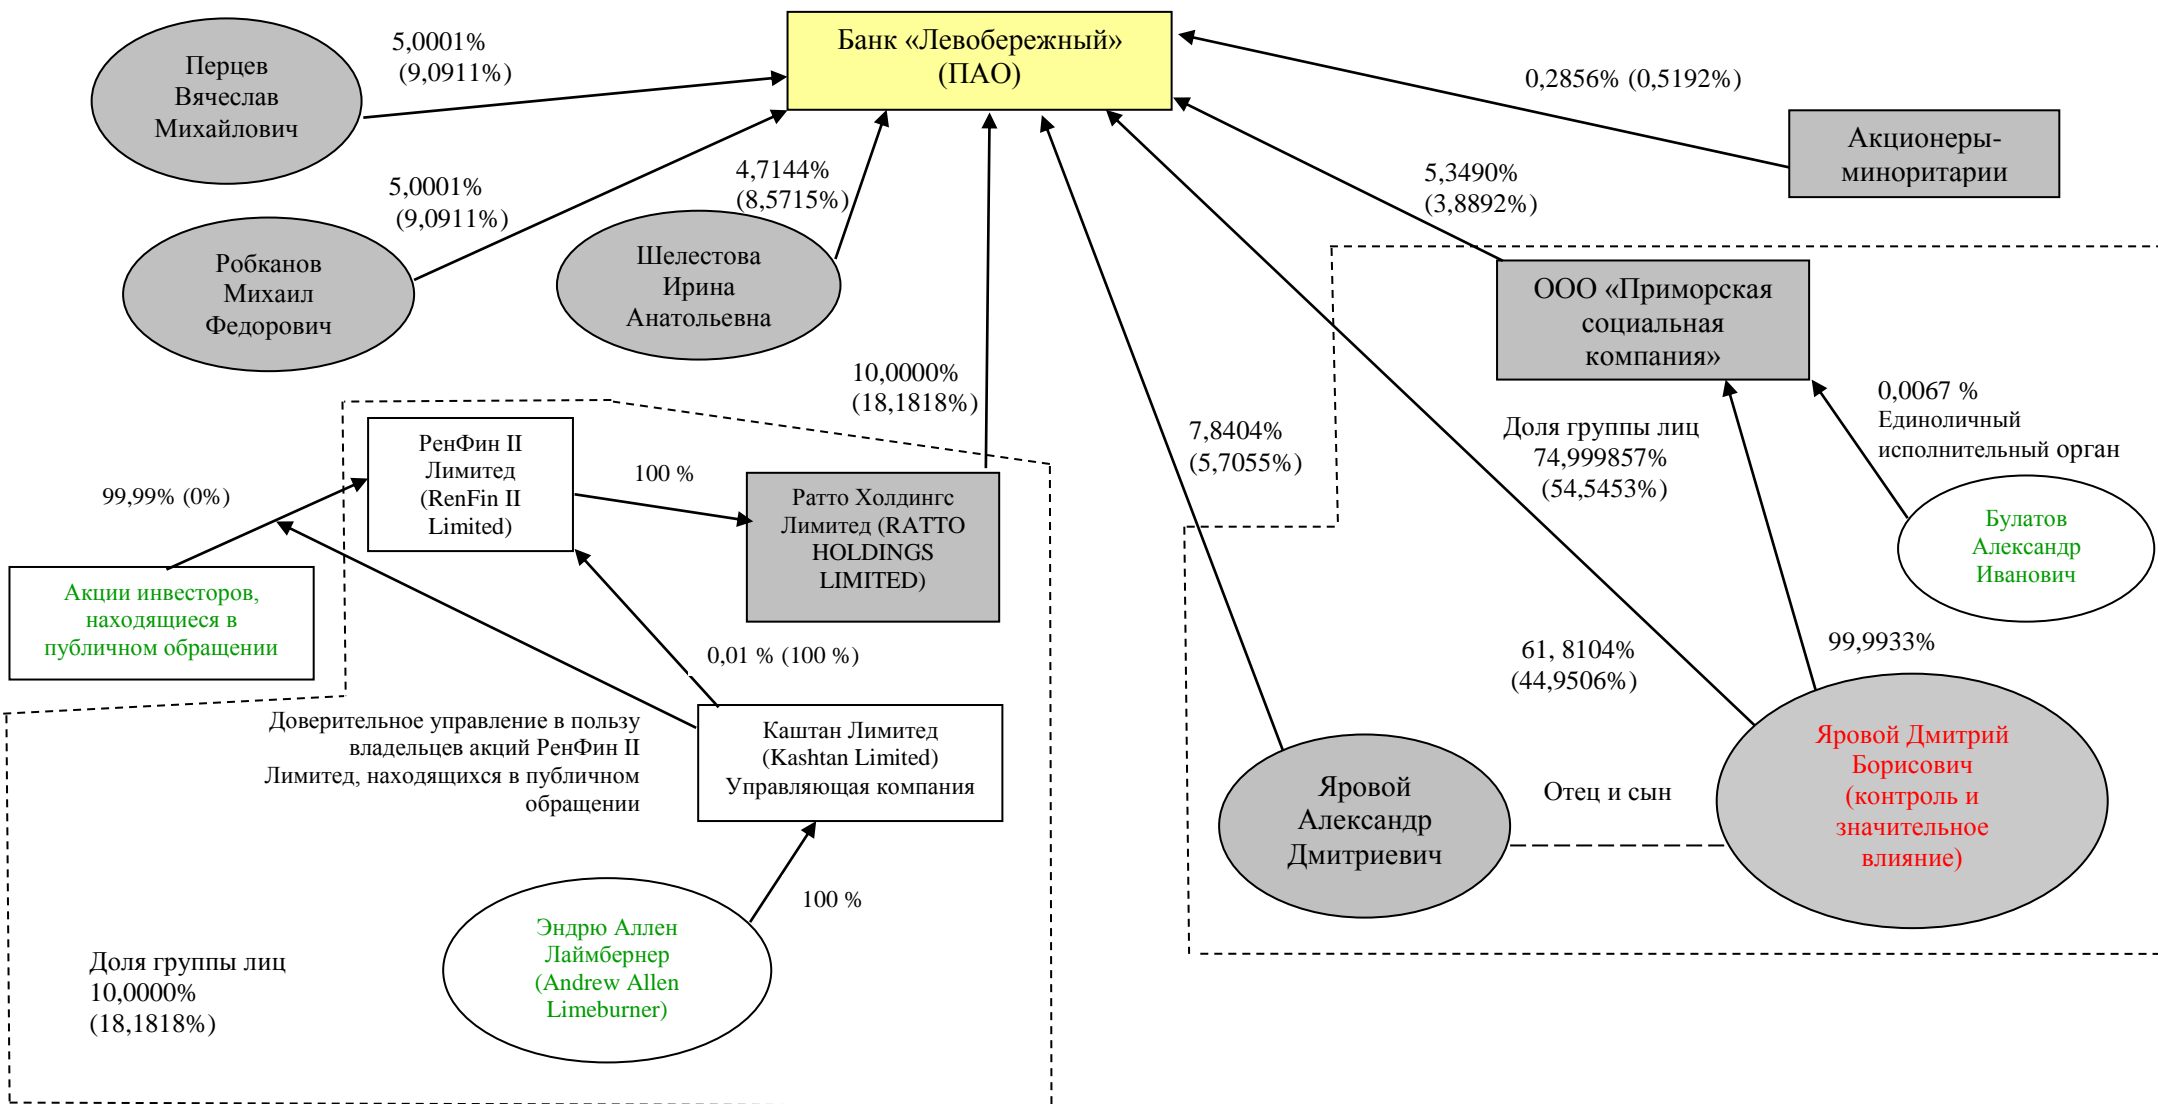 Банк «Левобережный»
(ПАО)
Перцев
Вячеслав
Михайлович
5,0001%
(9,0911%)
0,2856% (0,5192%)
Акционеры-
миноритарии
5,0001%
(9,0911%)
4,7144%
(8,5715%)
5,3490%
(3,8892%)
Робканов
Михаил
Федорович
Шелестова
Ирина
Анатольевна
ООО «Приморская
социальная
компания»
10,0000%
(18,1818%)
7,8404%
(5,7055%)
Доля группы лиц
74,999857%
(54,5453%)
0,0067 %
Единоличный
исполнительный орган
РенФин II
Лимитед
(RenFin II
Limited)
100 %
Ратто Холдингс
Лимитед (RATTO
HOLDINGS
LIMITED)
99,99% (0%)
Булатов
Александр
Иванович
Акции инвесторов,
находящиеся в
публичном обращении
0,01 % (100 %)
61, 8104%
(44,9506%)
99,9933%
Доверительное управление в пользу
владельцев акций РенФин II
Лимитед, находящихся в публичном
обращении
Каштан Лимитед
(Kashtan Limited)
Управляющая компания
Яровой
Александр
Дмитриевич
Отец и сын
Яровой Дмитрий
Борисович
(контроль и
значительное
влияние)
100 %
Эндрю Аллен
Лаймбернер
(Andrew Allen
Limeburner)
Доля группы лиц
10,0000%
(18,1818%)